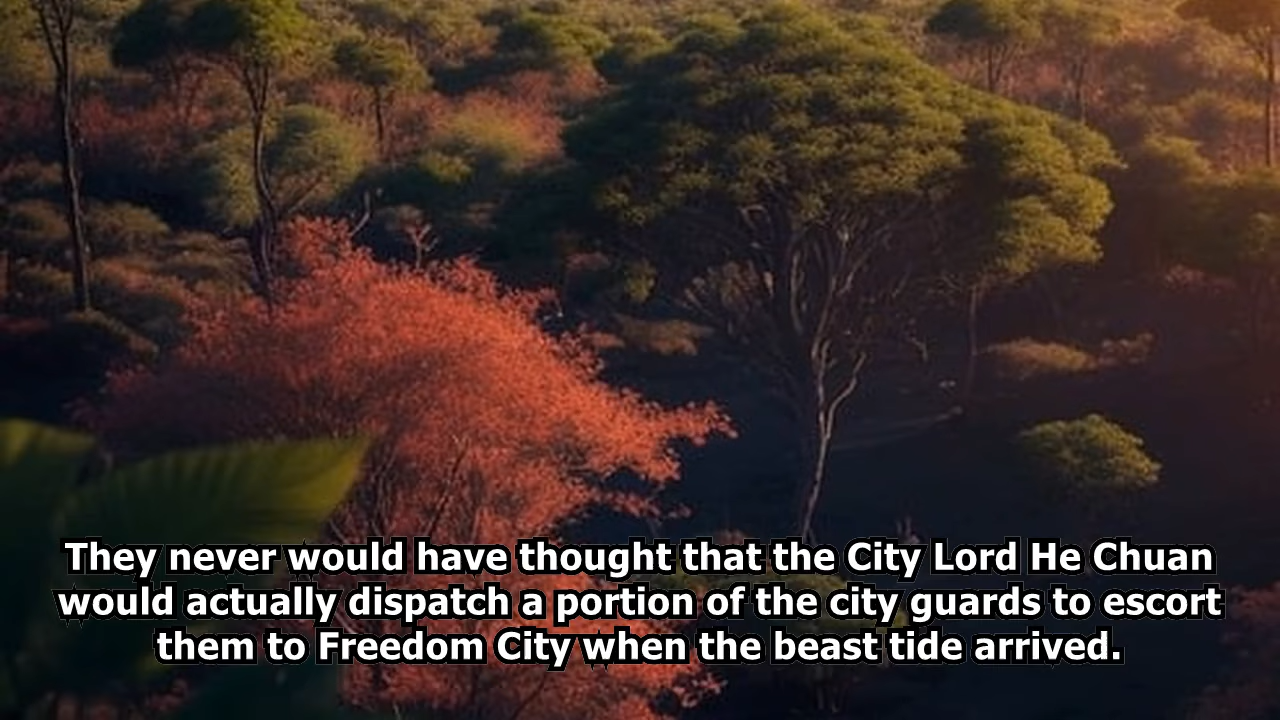 They never would have thought that the City Lord He Chuan
would actually dispatch a portion of the city guards to escort
them to Freedom City when the beast tide arrived.